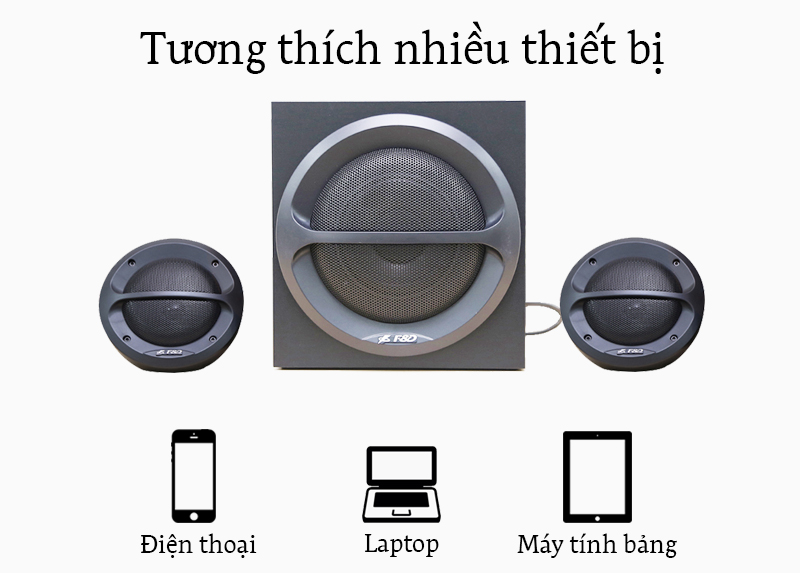 Tương thích nhiều thiết bị
F&D
F&D
F&D
Điện thoại
Laptop
Máy tính bảng